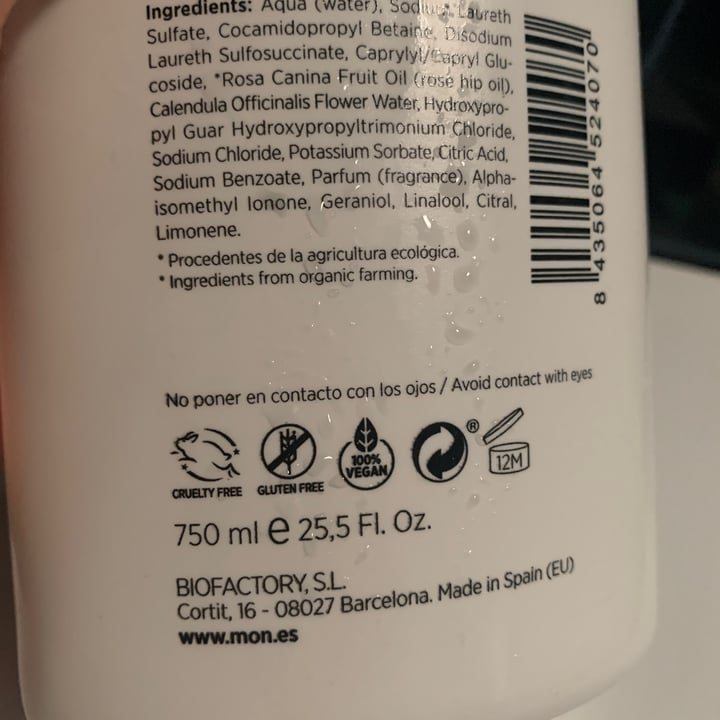 Ingredients: Aqua (water), Sodium Laureth
Sulfate, Cocamidopropyl Betaine, Disodium
Laureth Sulfosuccinate, Caprylyl/Capryl Glu-
coside, *Rosa Canina Fruit Oil (rose hip oil),
Calendula Officinalis Flower Water, Hydroxypro-
pyl Guar Hydroxypropyltrimonium Chloride,
Sodium Chloride, Potassium Sorbate, Citric Acid,
Sodium Benzoate, Parfum (fragrance), Alpha-
isomethyl Ionone, Geraniol, Linalool, Citral,
Limonene.
* Procedentes de la agricultura ecológica.
* Ingredients from organic farming.
8 435064 524070
No poner en contacto con los ojos / Avoid contact with eyes
CRUELTY FREE
GLUTEN FREE
100%
VEGAN
®
12M
750 ml e 25,5 Fl. Oz.
BIOFACTORY, S.L.
Cortit, 16 - 08027 Barcelona. Made in Spain (EU)
www.mon.es